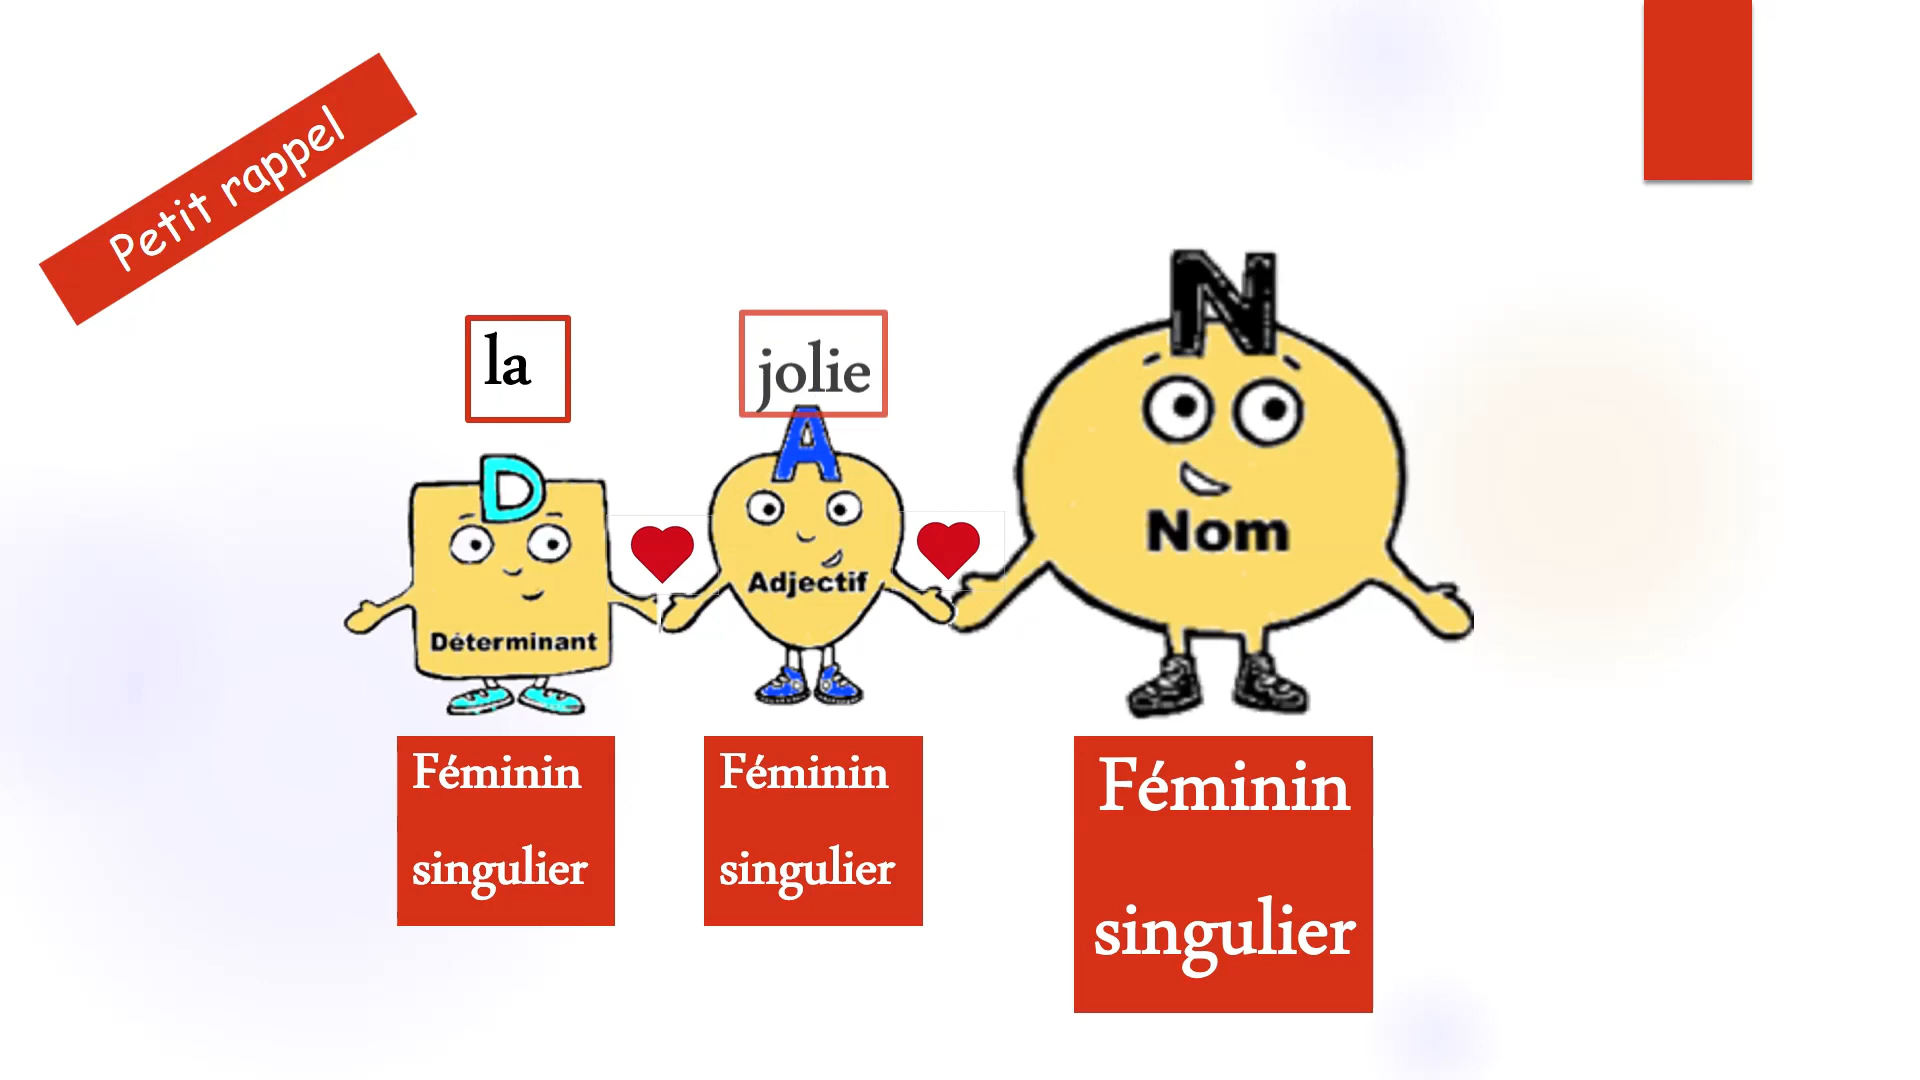 Petit rappel
la
jolie
N
A
D
Nom
Adjectif
Déterminant
Féminin
singulier
Féminin
singulier
Féminin
singulier